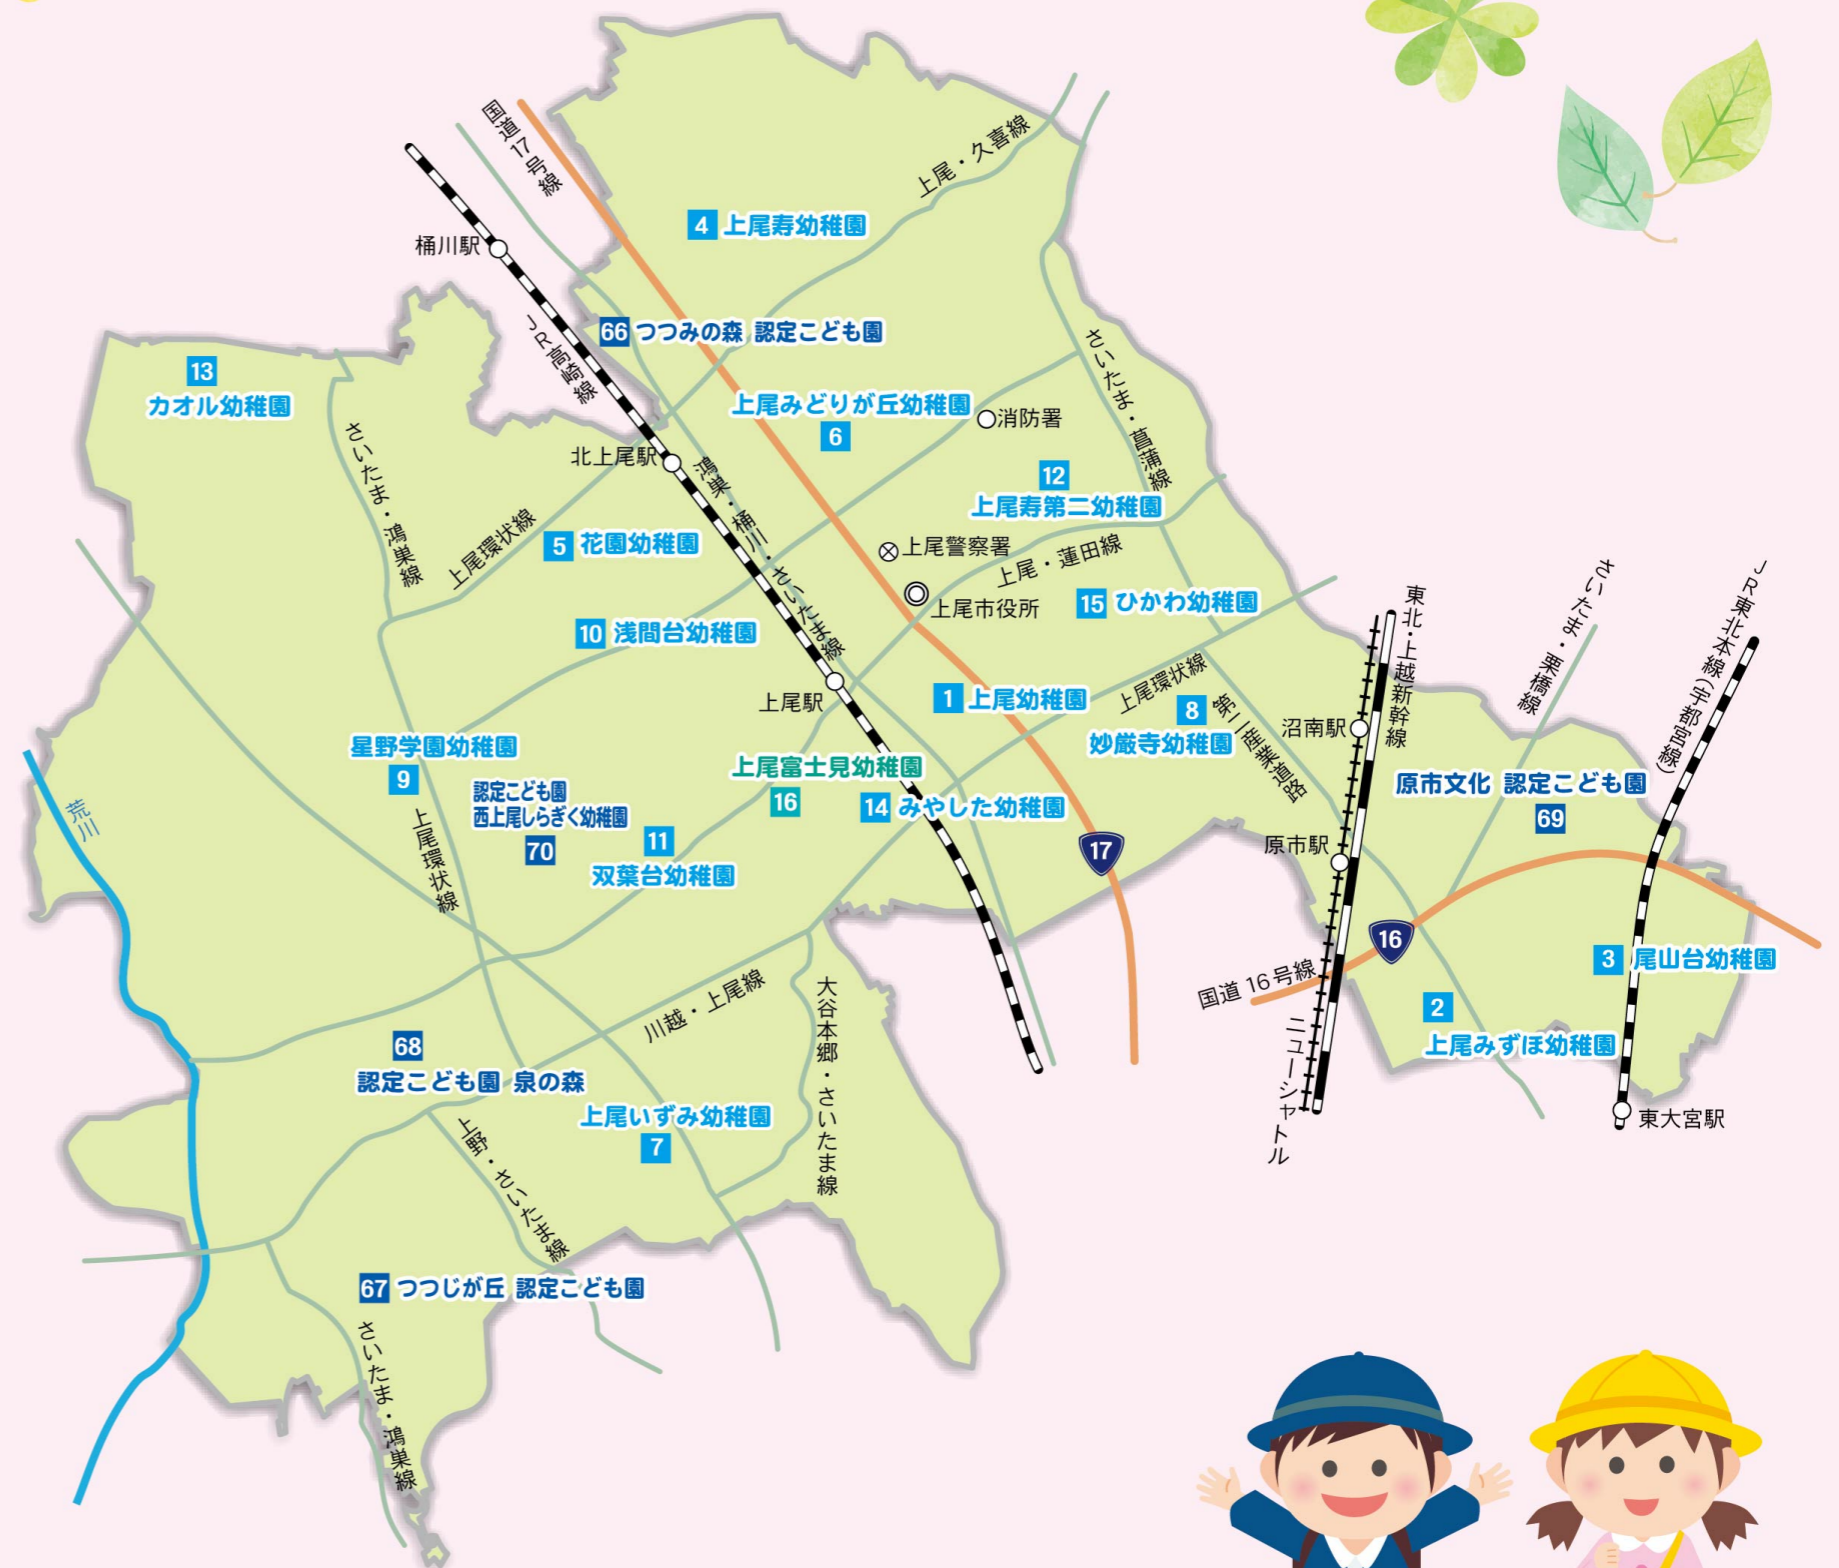 国道17号線
上尾・久喜線
4 上尾寿幼稚園
桶川駅
JR高崎線
66 つつみの森 認定こども園
さいたま・菖蒲線
13
カオル幼稚園
上尾みどりが丘幼稚園
6
消防署
さいたま・鴻巣線
北上尾駅
鴻巣・桶川・さいたま線
12
上尾寿第二幼稚園
上尾環状線
5 花園幼稚園
上尾警察署
上尾・蓮田線
上尾市役所
15 ひかわ幼稚園
10 浅間台幼稚園
東北・上越新幹線
さいたま・栗橋線
JR東北本線(宇都宮線)
上尾駅
1 上尾幼稚園
上尾環状線
8
妙厳寺幼稚園
第二産業道路
沼南駅
星野学園幼稚園
9
上尾富士見幼稚園
16
14 みやした幼稚園
原市文化 認定こども園
69
荒川
認定こども園
西上尾しらぎく幼稚園
70
11
双葉台幼稚園
上尾環状線
17
原市駅
16
国道16号線
3 尾山台幼稚園
川越・上尾線
大谷本郷・さいたま線
2
上尾みずほ幼稚園
ニューシャトル
68
認定こども園 泉の森
上尾いずみ幼稚園
7
東大宮駅
上野・さいたま線
67 つつじが丘 認定こども園
さいたま・鴻巣線